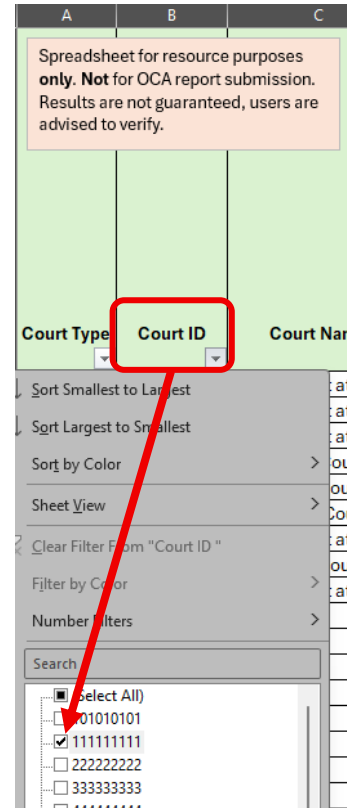 A B C
Spreadsheet for resource purposes
only. Not for OCA report submission.
Results are not guaranteed, users are
advised to verify.
Court Type Court ID Court Nar
Sort Smallest to Largest
Sort Largest to Smallest
Sort by Color
Sheet View
Clear Filter From "Court ID "
Filter by Color
Number Filters
Search
(Select All)
101010101
111111111
222222222
333333333